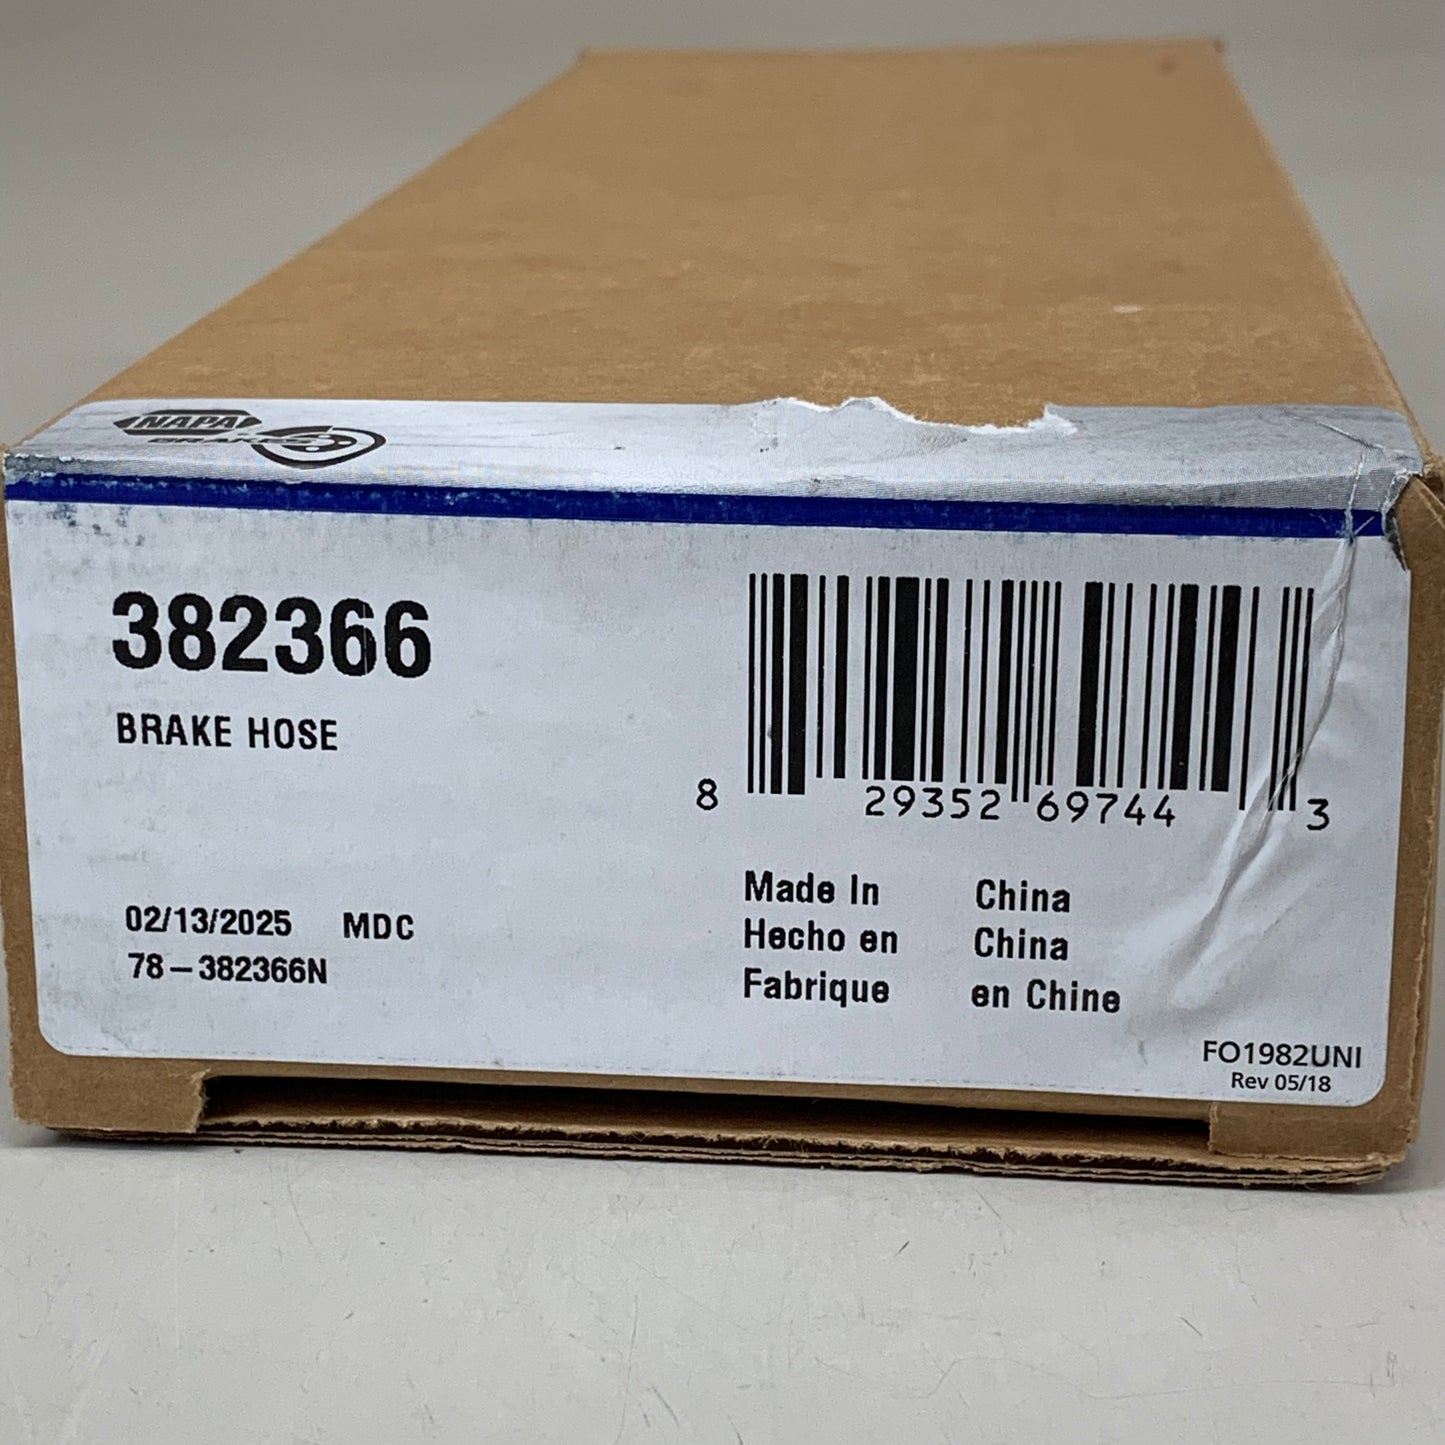 NAPA
BRAKES
382366
BRAKE HOSE
8 29352 69744 3
02/13/2025 MDC
78-382366N
Made In China
Hecho en China
Fabrique en Chine
FO1982UNI
Rev 05/18